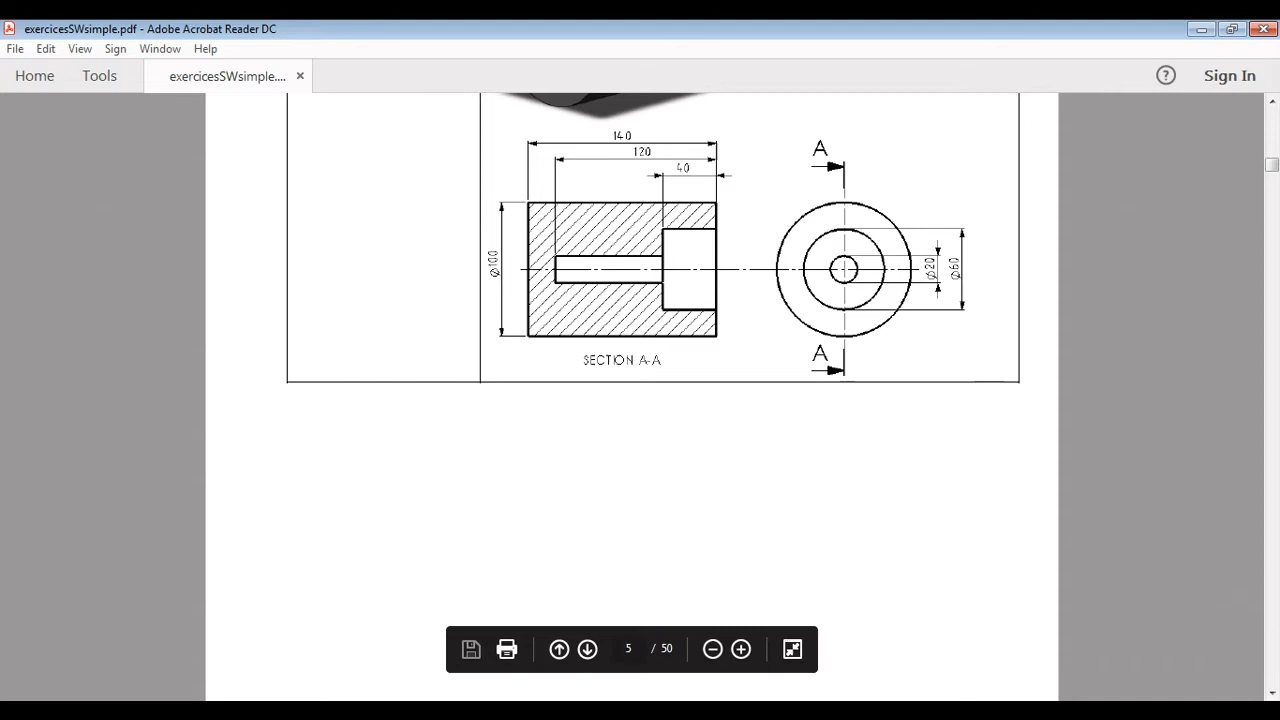 exercicesSWsimple.pdf - Adobe Acrobat Reader DC
File Edit View Sign Window Help
Home Tools exercicesSWsimple.... × ? Sign In
140
120
40
A
Ø100
Ø20
Ø60
A
SECTION A-A
5 / 50